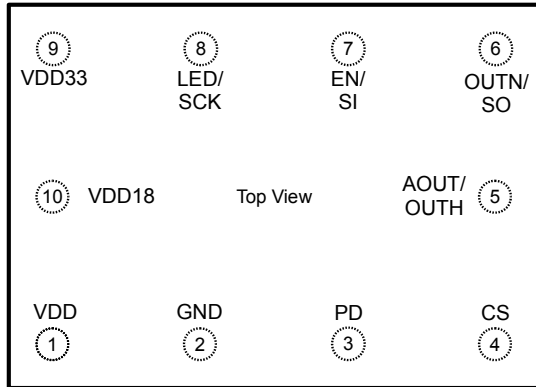 9 8 7 6
VDD33 LED/ EN/ OUTN/
SCK SI SO
10 VDD18 Top View AOUT/ 5
OUTH
VDD GND PD CS
1 2 3 4